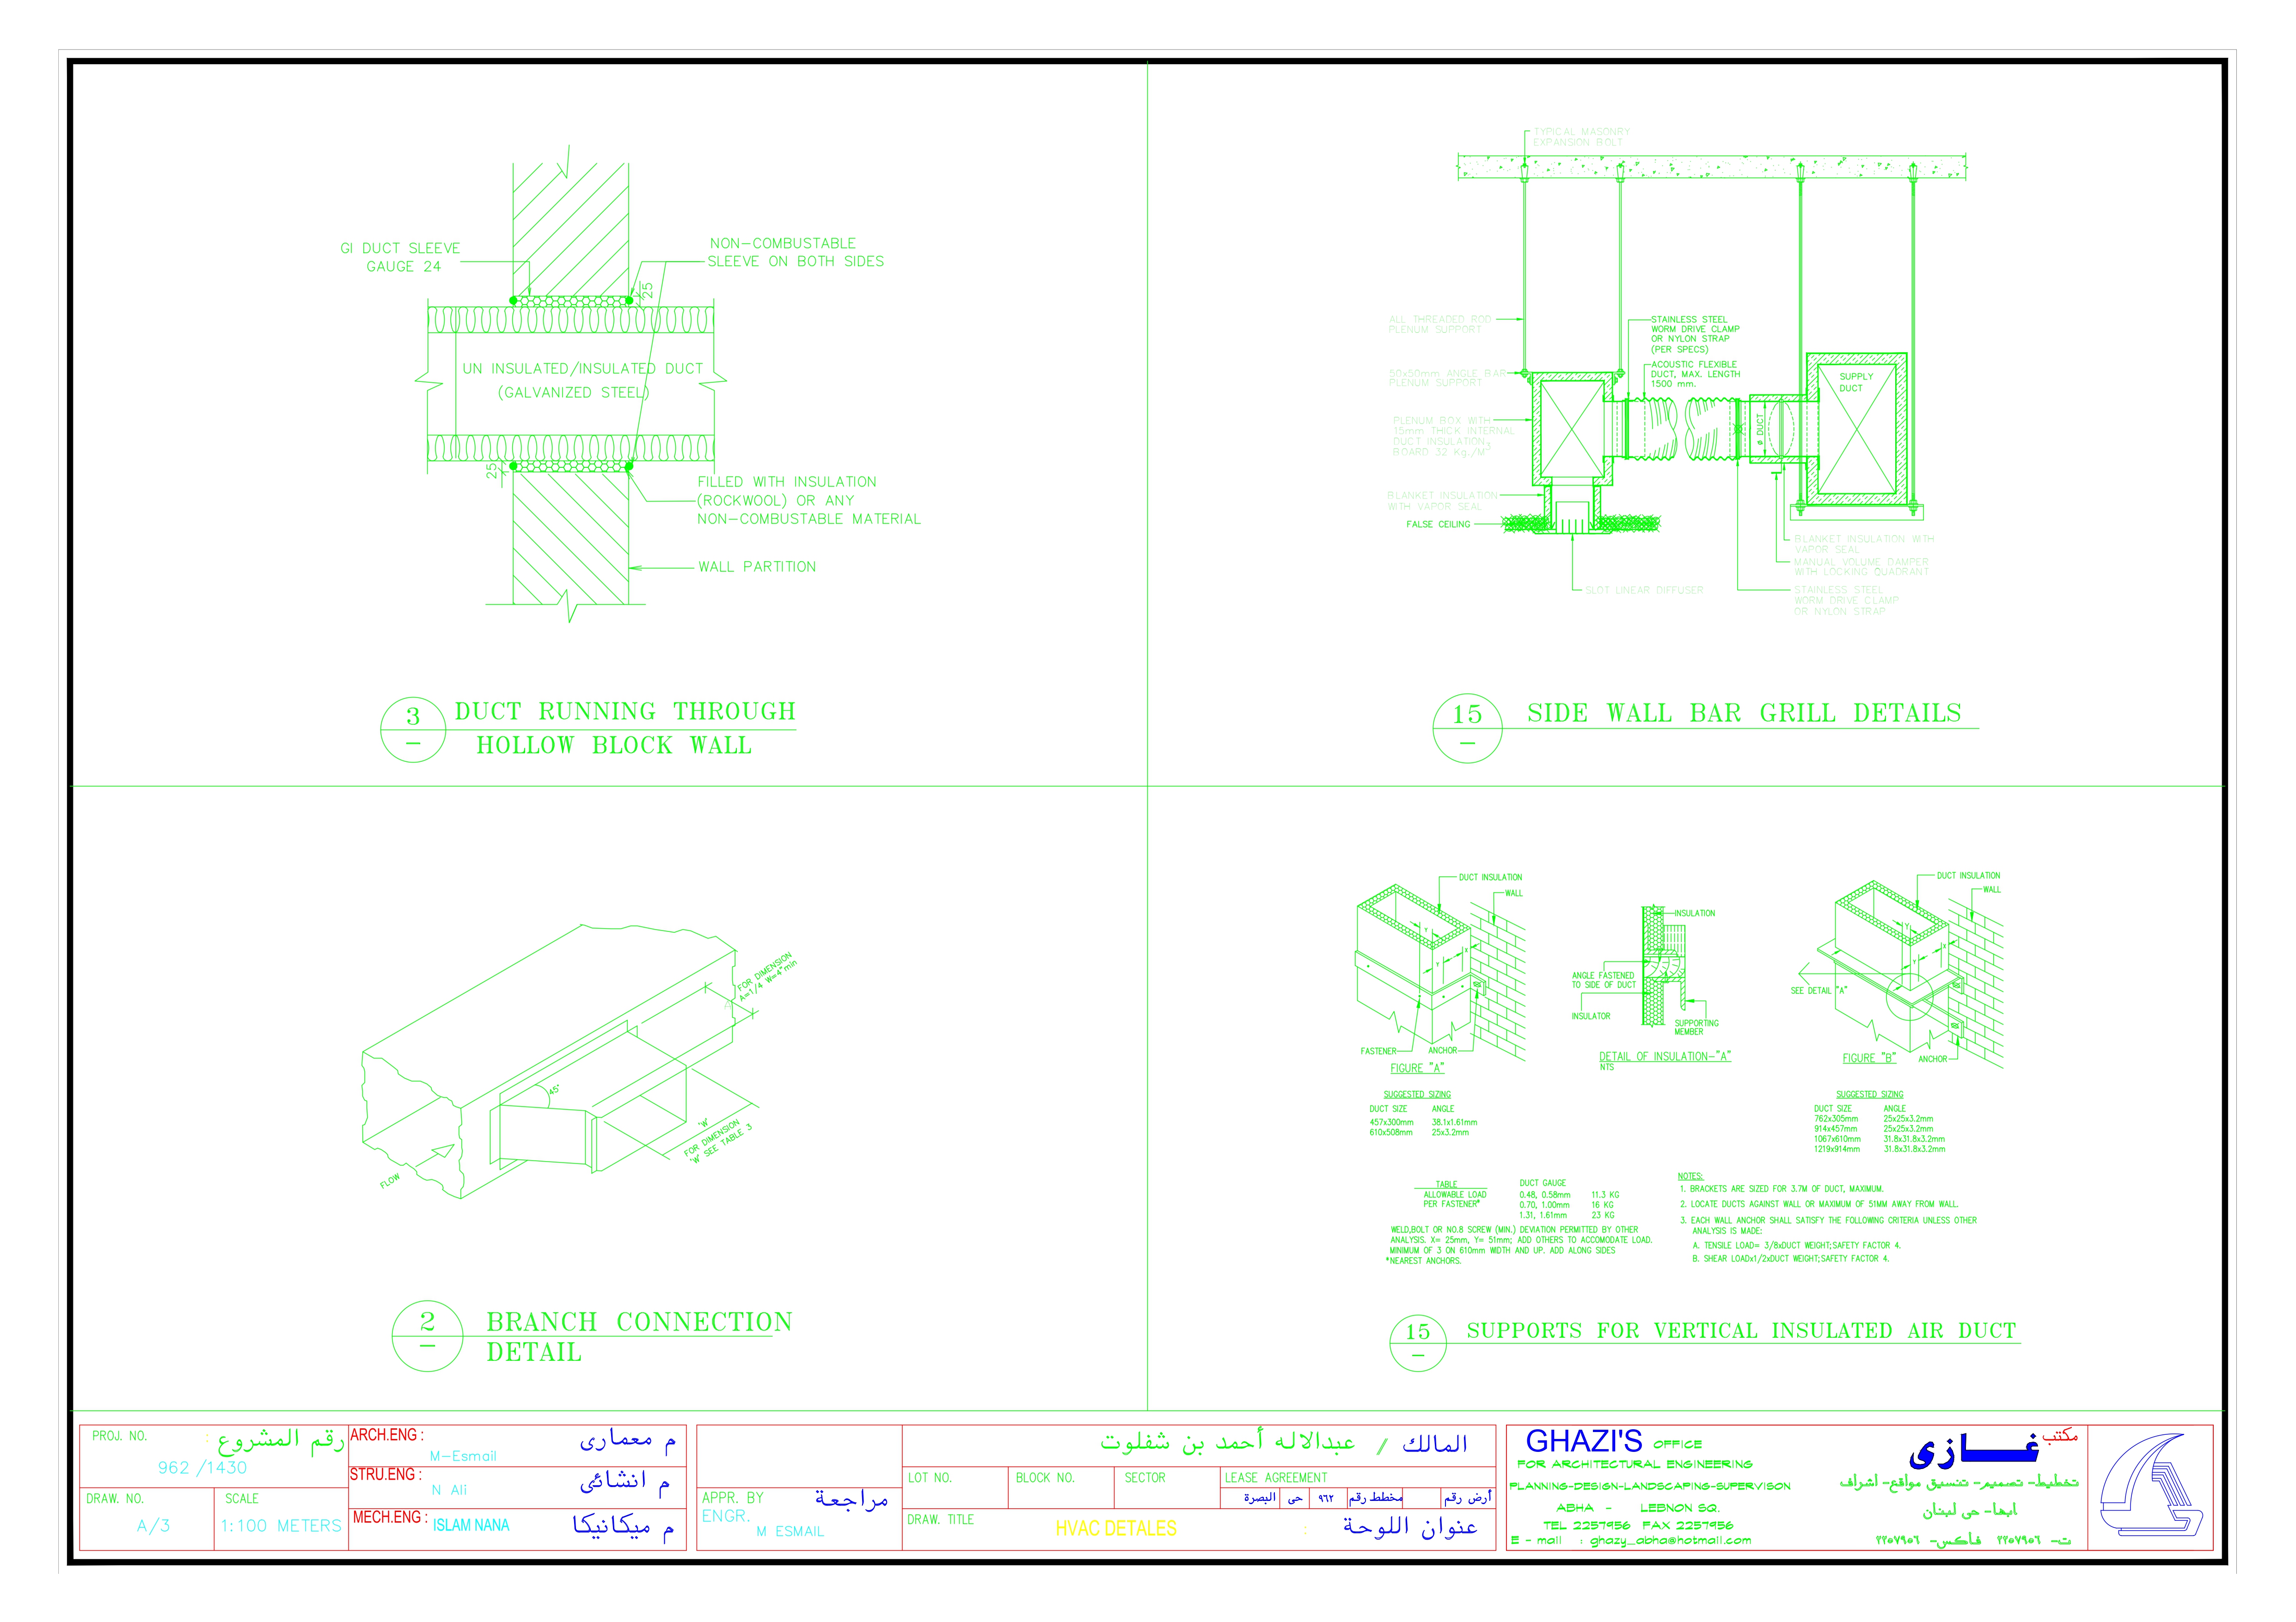 GI DUCT SLEEVE
GAUGE 24
NON-COMBUSTABLE
SLEEVE ON BOTH SIDES
25
UN INSULATED/INSULATED DUCT
(GALVANIZED STEEL)
25
FILLED WITH INSULATION
(ROCKWOOL) OR ANY
NON-COMBUSTABLE MATERIAL
WALL PARTITION
3
DUCT RUNNING THROUGH
HOLLOW BLOCK WALL
TYPICAL MASONRY
EXPANSION BOLT
ALL THREADED ROD
PLENUM SUPPORT
STAINLESS STEEL
WORM DRIVE CLAMP
OR NYLON STRAP
(PER SPECS)
ACOUSTIC FLEXIBLE
DUCT, MAX. LENGTH
1500 mm.
50x50mm ANGLE BAR
PLENUM SUPPORT
SUPPLY
DUCT
ø DUCT
PLENUM BOX WITH
15mm THICK INTERNAL
DUCT INSULATION
BOARD 32 Kg./M³
BLANKET INSULATION
WITH VAPOR SEAL
FALSE CEILING
BLANKET INSULATION WITH
VAPOR SEAL
MANUAL VOLUME DAMPER
WITH LOCKING QUADRANT
SLOT LINEAR DIFFUSER
STAINLESS STEEL
WORM DRIVE CLAMP
OR NYLON STRAP
15
SIDE WALL BAR GRILL DETAILS
FOR DIMENSION
A=1/4 W=4"min
A
45°
"W"
FOR DIMENSION
"W" SEE TABLE 3
FLOW
2
BRANCH CONNECTION
DETAIL
DUCT INSULATION
WALL
Y
X
Y
FASTENER
ANCHOR
FIGURE "A"
INSULATION
ANGLE FASTENED
TO SIDE OF DUCT
INSULATOR
SUPPORTING
MEMBER
DETAIL OF INSULATION-"A"
NTS
DUCT INSULATION
WALL
Y
X
Y
SEE DETAIL "A"
FIGURE "B"
ANCHOR
SUGGESTED SIZING
DUCT SIZE ANGLE
457x300mm 38.1x1.61mm
610x508mm 25x3.2mm
SUGGESTED SIZING
DUCT SIZE ANGLE
762x305mm 25x25x3.2mm
914x457mm 25x25x3.2mm
1067x610mm 31.8x31.8x3.2mm
1219x914mm 31.8x31.8x3.2mm
TABLE DUCT GAUGE
ALLOWABLE LOAD 0.48, 0.58mm 11.3 KG
PER FASTENER* 0.70, 1.00mm 16 KG
1.31, 1.61mm 23 KG
WELD,BOLT OR NO.8 SCREW (MIN.) DEVIATION PERMITTED BY OTHER
ANALYSIS. X= 25mm, Y= 51mm; ADD OTHERS TO ACCOMODATE LOAD.
MINIMUM OF 3 ON 610mm WIDTH AND UP. ADD ALONG SIDES
*NEAREST ANCHORS.
NOTES:
1. BRACKETS ARE SIZED FOR 3.7M OF DUCT, MAXIMUM.
2. LOCATE DUCTS AGAINST WALL OR MAXIMUM OF 51MM AWAY FROM WALL.
3. EACH WALL ANCHOR SHALL SATISFY THE FOLLOWING CRITERIA UNLESS OTHER
ANALYSIS IS MADE:
A. TENSILE LOAD= 3/8xDUCT WEIGHT;SAFETY FACTOR 4.
B: SHEAR LOADx1/2xDUCT WEIGHT;SAFETY FACTOR 4.
15
SUPPORTS FOR VERTICAL INSULATED AIR DUCT
PROJ. NO. : رقم المشروع
962 /1430
DRAW. NO.
A/3
SCALE
1:100 METERS
ARCH.ENG : م معمارى
M-Esmail
STRU.ENG : م انشائى
N Ali
MECH.ENG : ISLAM NANA م ميكانيكا
APPR. BY مراجعة
ENGR.
M ESMAIL
المالك / عبدالاله أحمد بن شفلوت
LOT NO. BLOCK NO. SECTOR LEASE AGREEMENT
أرض رقم مخطط رقم ٩٦٢ حى البصرة
DRAW. TITLE HVAC DETALES : عنوان اللوحة
GHAZI'S OFFICE
FOR ARCHITECTURAL ENGINEERING
PLANNING-DESIGN-LANDSCAPING-SUPERVISON
ABHA - LEBNON SQ.
TEL 2257956 FAX 2257956
E - mail : ghazy_abha@hotmail.com
مكتب غازى
تخطيط- تصميم- تنسيق مواقع- اشراف
ابها- حى لبنان
ت- ٢٢٥٧٩٥٦ فأكس- ٢٢٥٧٩٥٦